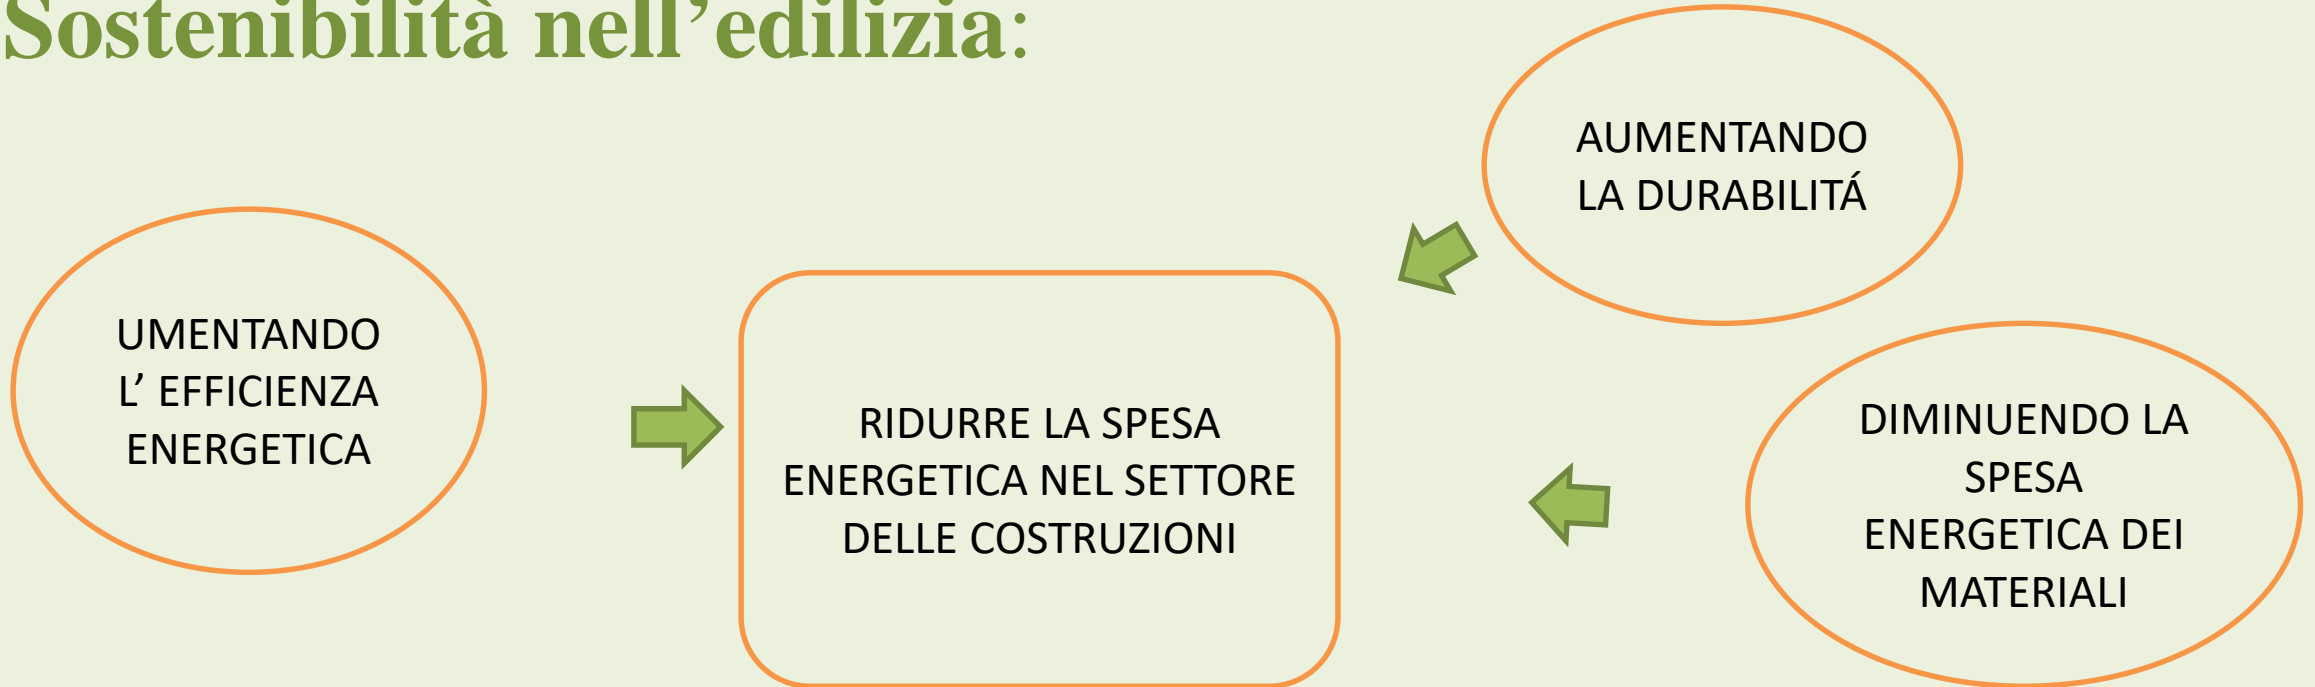 Sostenibilità nell’edilizia:
AUMENTANDO
LA DURABILITÁ
UMENTANDO
L’ EFFICIENZA
ENERGETICA
RIDURRE LA SPESA
ENERGETICA NEL SETTORE
DELLE COSTRUZIONI
DIMINUENDO LA
SPESA
ENERGETICA DEI
MATERIALI